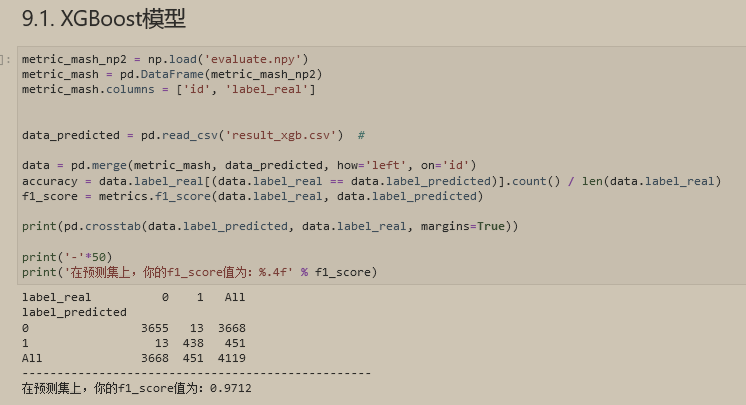 9.1. XGBoost模型
]:
metric_mash_np2 = np.load('evaluate.npy')
metric_mash = pd.DataFrame(metric_mash_np2)
metric_mash.columns = ['id', 'label_real']
data_predicted = pd.read_csv('result_xgb.csv')  #
data = pd.merge(metric_mash, data_predicted, how='left', on='id')
accuracy = data.label_real[(data.label_real == data.label_predicted)].count() / len(data.label_real)
f1_score = metrics.f1_score(data.label_real, data.label_predicted)
print(pd.crosstab(data.label_predicted, data.label_real, margins=True))
print('-'*50)
print('在预测集上，你的f1_score值为：%.4f' % f1_score)
label_real 0 1 All
label_predicted
0 3655 13 3668
1 13 438 451
All 3668 451 4119
--------------------------------------------------
在预测集上，你的f1_score值为：0.9712